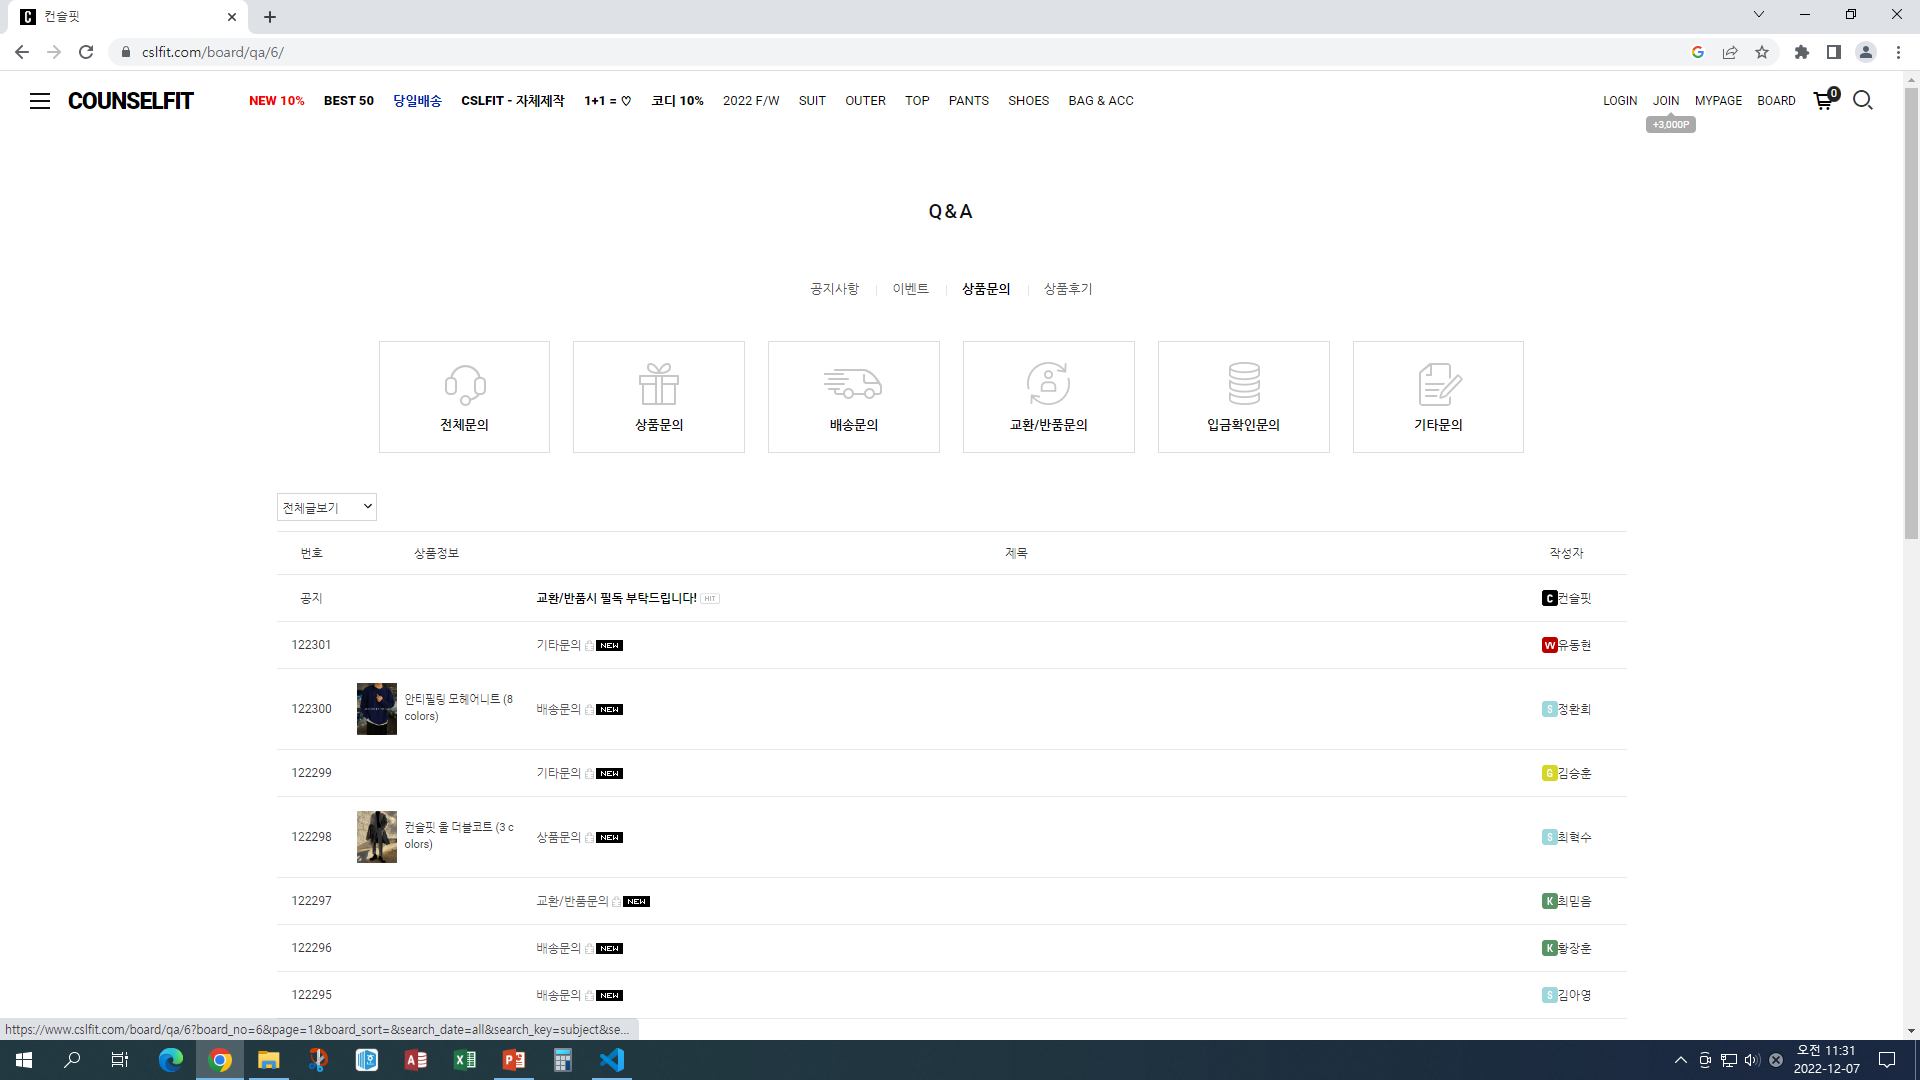 컨슬핏
cslfit.com/board/qa/6/
COUNSELFIT NEW 10% BEST 50 당일배송 CSLFIT - 자체제작 1+1 = ♡ 코디 10% 2022 F/W SUIT OUTER TOP PANTS SHOES BAG & ACC LOGIN JOIN MYPAGE BOARD 0
+3,000P
Q&A
공지사항 이벤트 상품문의 상품후기
전체문의 상품문의 배송문의 교환/반품문의 입금확인문의 기타문의
전체글보기
번호 상품정보 제목 작성자
공지 교환/반품시 필독 부탁드립니다! HIT C 컨슬핏
122301 기타문의 NEW W 유동현
122300 안티필링 모헤어니트 (8
colors) 배송문의 NEW S 정환희
122299 기타문의 NEW G 김승훈
122298 컨슬핏 울 더블코트 (3 c
olors) 상품문의 NEW S 최혁수
122297 교환/반품문의 NEW K 최믿음
122296 배송문의 NEW K 황장훈
122295 배송문의 NEW S 김아영
https://www.cslfit.com/board/qa/6?board_no=6&page=1&board_sort=&search_date=all&search_key=subject&se...
오전 11:31
2022-12-07